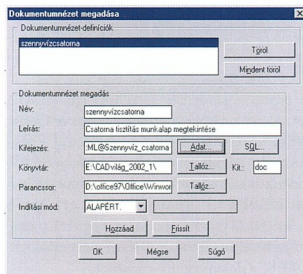 Dokumentumnézet megadása
Dokumentumnézet-definíciók
szennyvízcsatorna
Töröl
Mindent töröl
Dokumentumnézet megadás
Név: szennyvízcsatorna
Leírás: Csatorna tisztítás munkalap megtekintése
Kifejezés: :ML@Szennyvíz_csatorna Adat... SQL...
Könyvtár: E:\CADvilág_2002_1\ Tallóz... Kit.: doc
Parancssor: D:\office97\Office\Winwor Tallóz...
Indítási mód: ALAPÉRT.
Hozzáad Frissít
OK Mégse Súgó